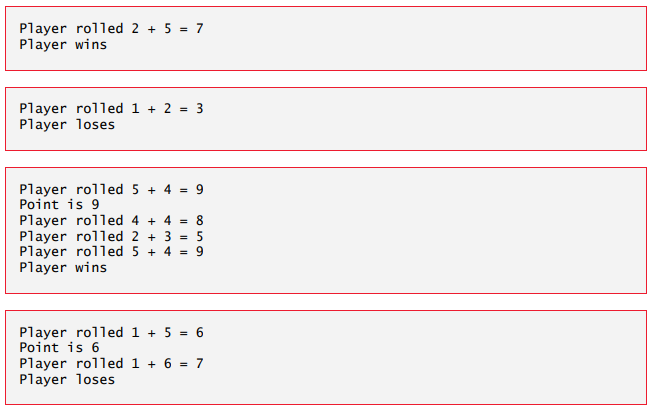 Player rolled 2 + 5 = 7
Player wins
Player rolled 1 + 2 = 3
Player loses
Player rolled 5 + 4 = 9
Point is 9
Player rolled 4 + 4 = 8
Player rolled 2 + 3 = 5
Player rolled 5 + 4 = 9
Player wins
Player rolled 1 + 5 = 6
Point is 6
Player rolled 1 + 6 = 7
Player loses